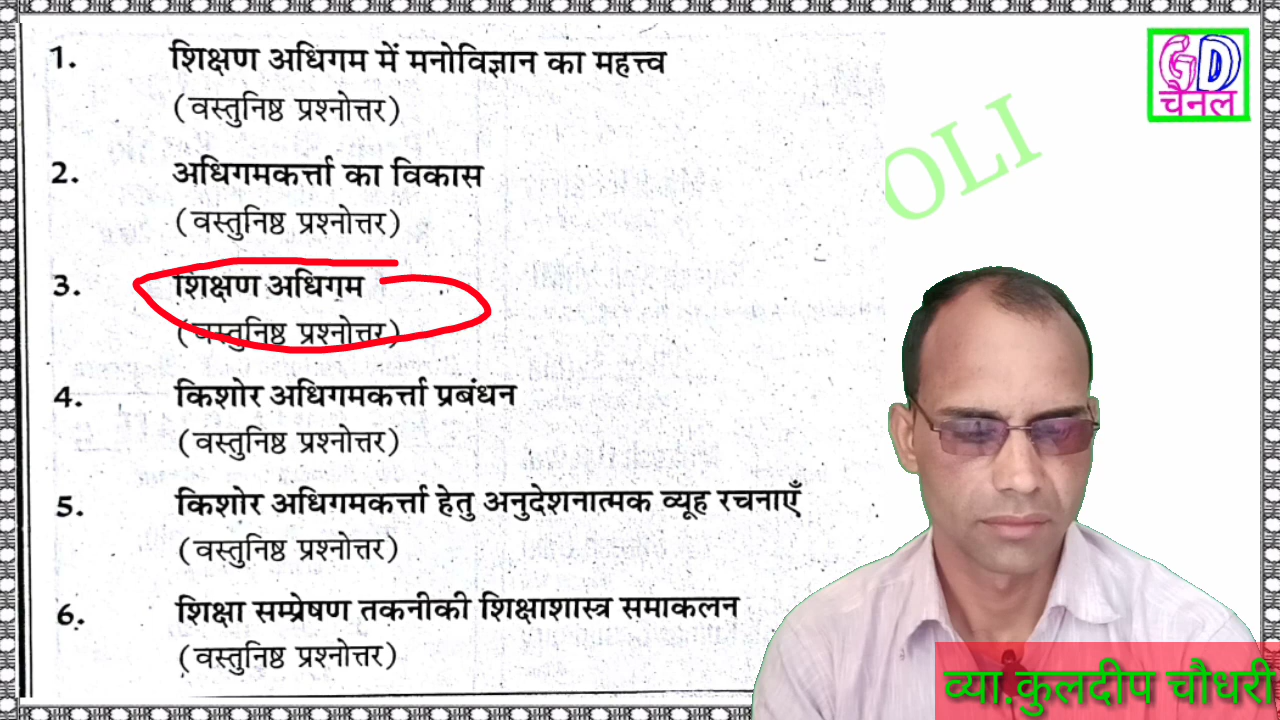 1. शिक्षण अधिगम में मनोविज्ञान का महत्त्व
(वस्तुनिष्ठ प्रश्नोत्तर)
2. अधिगमकर्त्ता का विकास
(वस्तुनिष्ठ प्रश्नोत्तर)
3. शिक्षण अधिगम
(वस्तुनिष्ठ प्रश्नोत्तर)
4. किशोर अधिगमकर्त्ता प्रबंधन
(वस्तुनिष्ठ प्रश्नोत्तर)
5. किशोर अधिगमकर्त्ता हेतु अनुदेशनात्मक व्यूह रचनाएँ
(वस्तुनिष्ठ प्रश्नोत्तर)
6. शिक्षा सम्प्रेषण तकनीकी शिक्षाशास्त्र समाकलन
(वस्तुनिष्ठ प्रश्नोत्तर)
GD
चैनल
OLI
व्या.कुलदीप चौधरी